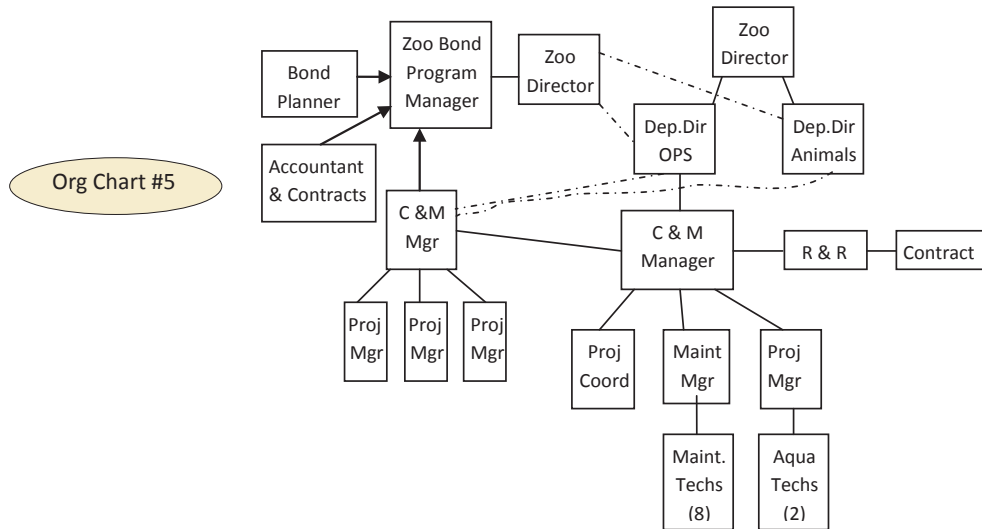 Bond
Planner
Zoo Bond
Program
Manager
Zoo
Director
Zoo
Director
Accountant
& Contracts
Dep.Dir
OPS
Dep.Dir
Animals
Org Chart #5
C &M
Mgr
C & M
Manager
R & R
Contract
Proj
Mgr
Proj
Mgr
Proj
Mgr
Proj
Coord
Maint
Mgr
Proj
Mgr
Maint.
Techs
(8)
Aqua
Techs
(2)